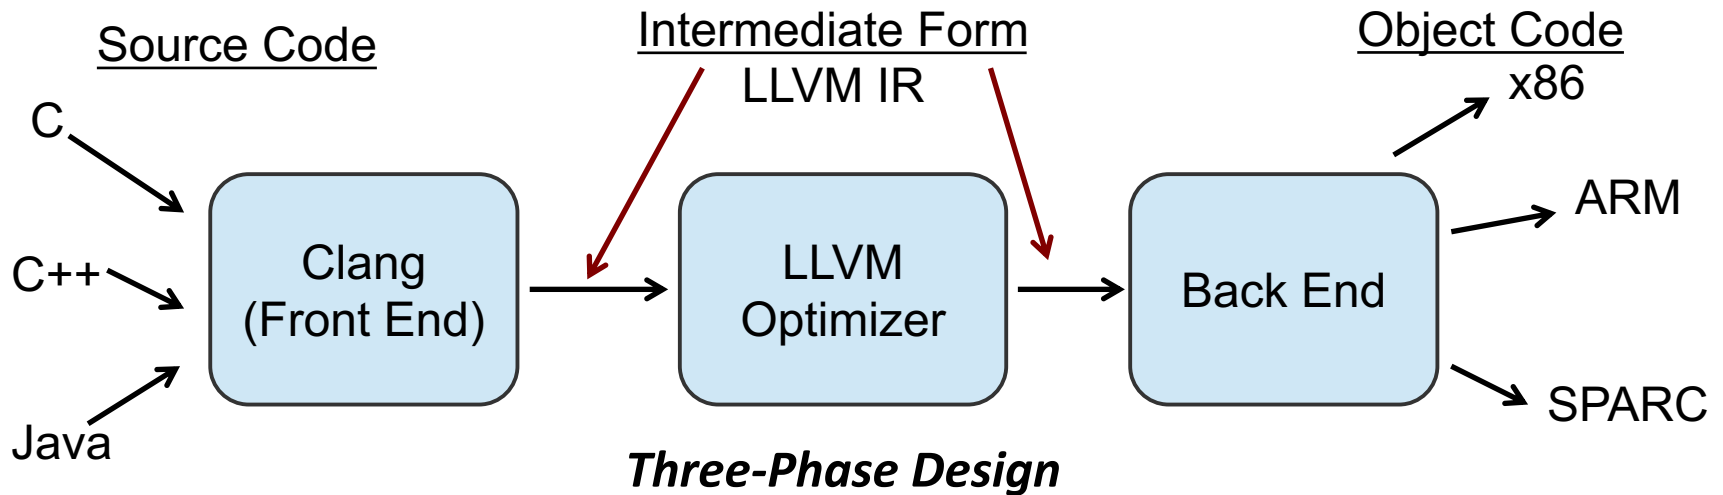 Source Code
Intermediate Form
LLVM IR
Object Code
C
C++
Java
Clang
(Front End)
LLVM
Optimizer
Back End
x86
ARM
SPARC
Three-Phase Design